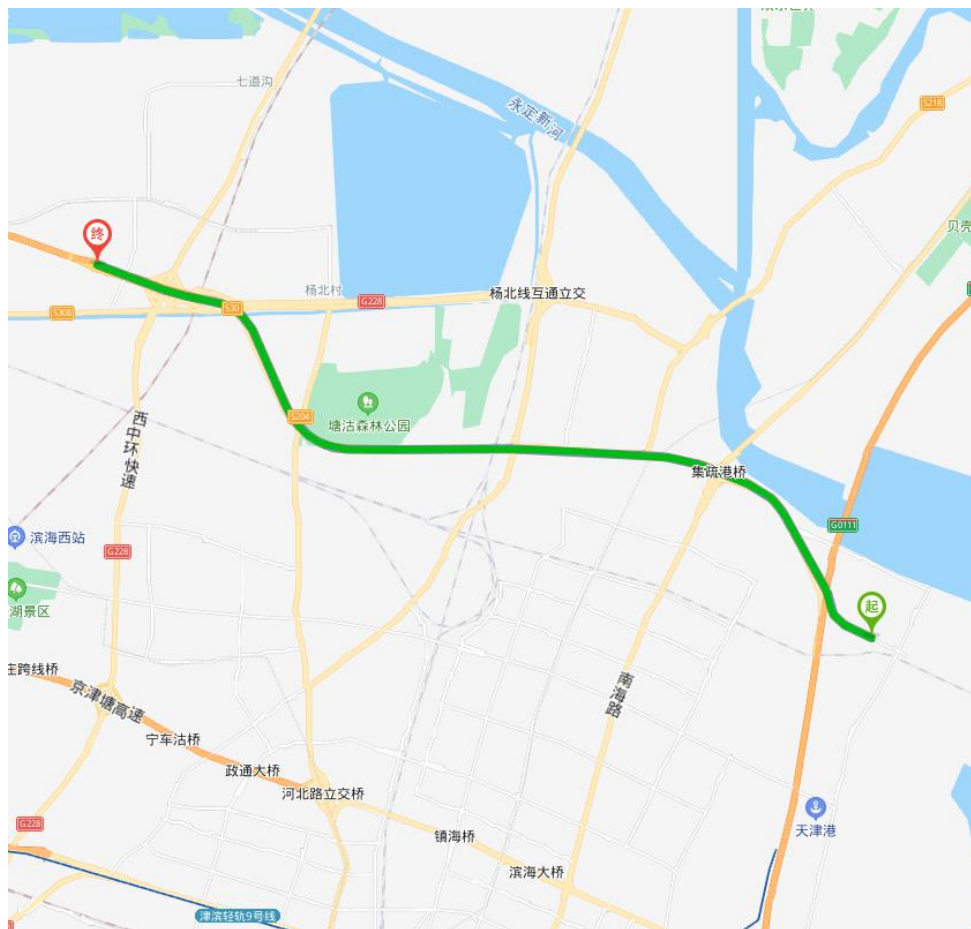 七道沟
永定新河
S218
贝壳
终
杨北村
S308
S30
G228
杨北线互通立交
S204
塘沽森林公园
西中环快速
集疏港桥
G0111
滨海西站
G228
湖景区
起
庄跨线桥
京津塘高速
南海路
宁车沽桥
政通大桥
河北路立交桥
天津港
G228
镇海桥
滨海大桥
津滨轻轨9号线